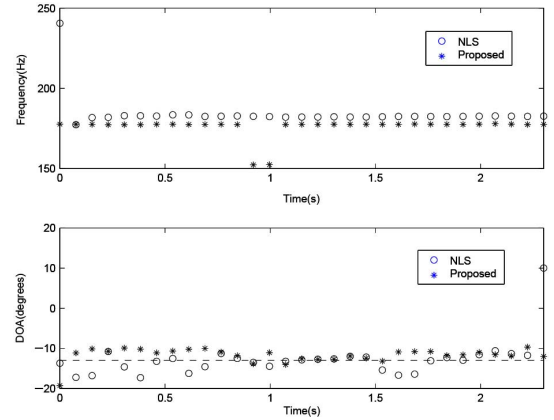 250
200
150
Frequency(Hz)
NLS
Proposed
0
0.5
1
1.5
2
Time(s)
20
10
0
−10
−20
DOA(degrees)
NLS
Proposed
0
0.5
1
1.5
2
Time(s)